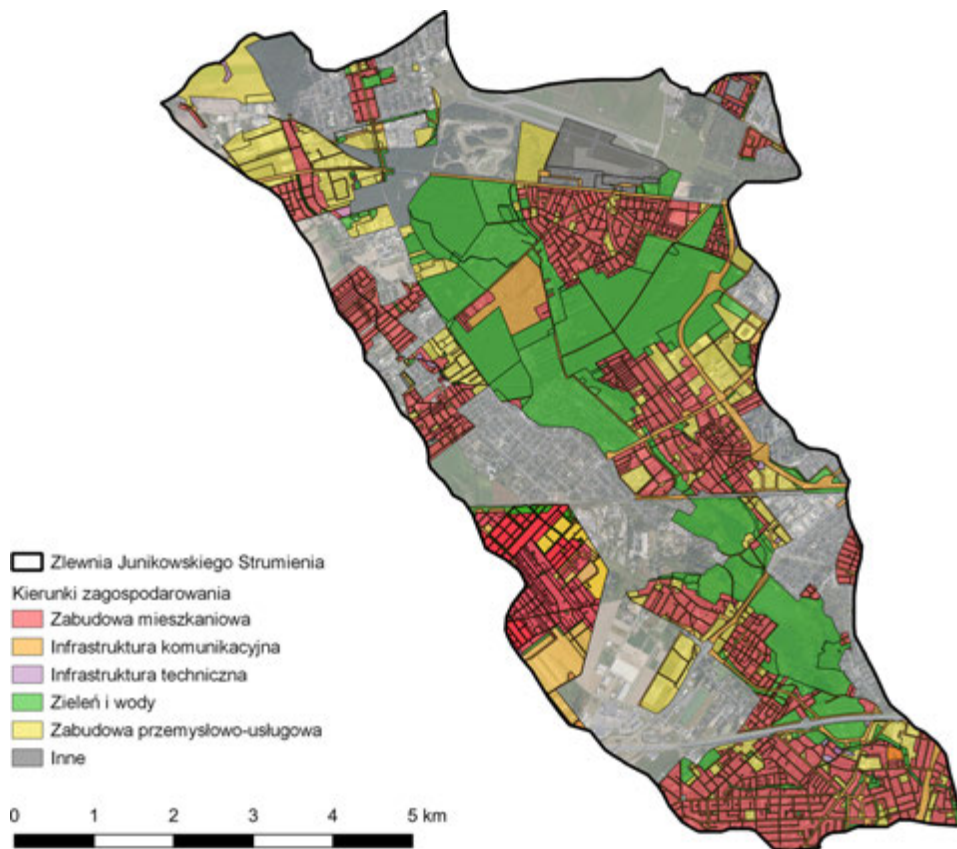 Zlewnia Junikowskiego Strumienia
Kierunki zagospodarowania
Zabudowa mieszkaniowa
Infrastruktura komunikacyjna
Infrastruktura techniczna
Zieleń i wody
Zabudowa przemysłowo-usługowa
Inne
0 1 2 3 4 5 km